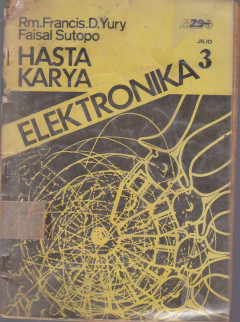 Rm.Francis.D.Yury
Faisal Sutopo
JILID
3
HASTA
KARYA
ELEKTRONIKA